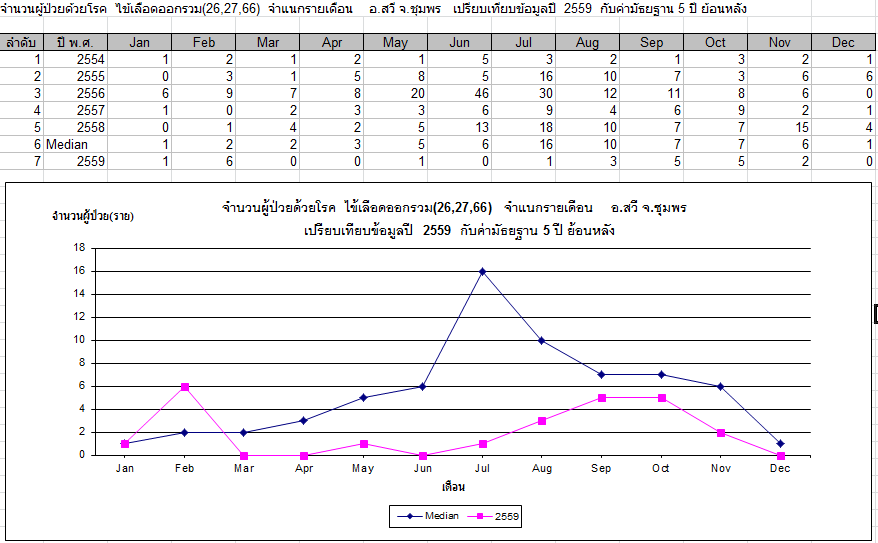 จำนวนผู้ป่วยด้วยโรค ไข้เลือดออกรวม(26,27,66) จำแนกรายเดือน อ.สวี จ.ชุมพร เปรียบเทียบข้อมูลปี 2559 กับค่ามัธยฐาน 5 ปี ย้อนหลัง
ลำดับ ปี พ.ศ. Jan Feb Mar Apr May Jun Jul Aug Sep Oct Nov Dec
1 2554 1 2 1 2 1 5 3 2 1 3 2 1
2 2555 0 3 1 5 8 5 16 10 7 3 6 6
3 2556 6 9 7 8 20 46 30 12 11 8 6 0
4 2557 1 0 2 3 3 6 9 4 6 9 2 1
5 2558 0 1 4 2 5 13 18 10 7 7 15 4
6 Median 1 2 2 3 5 6 16 10 7 7 6 1
7 2559 1 6 0 0 1 0 1 3 5 5 2 0
จำนวนผู้ป่วยด้วยโรค ไข้เลือดออกรวม(26,27,66) จำแนกรายเดือน อ.สวี จ.ชุมพร
จำนวนผู้ป่วย(ราย)
เปรียบเทียบข้อมูลปี 2559 กับค่ามัธยฐาน 5 ปี ย้อนหลัง
18
16
14
12
10
8
6
4
2
0
Jan Feb Mar Apr May Jun Jul Aug Sep Oct Nov Dec
เดือน
Median 2559